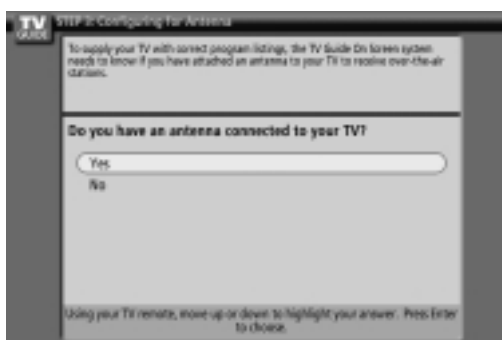 TV
GUIDE
STEP 3: Configuring for Antenna
To supply your TV with correct program listings, the TV Guide On Screen system
needs to know if you have attached an antenna to your TV to receive over-the-air
stations.
Do you have an antenna connected to your TV?
Yes
No
Using your TV remote, move up or down to highlight your answer. Press Enter
to choose.